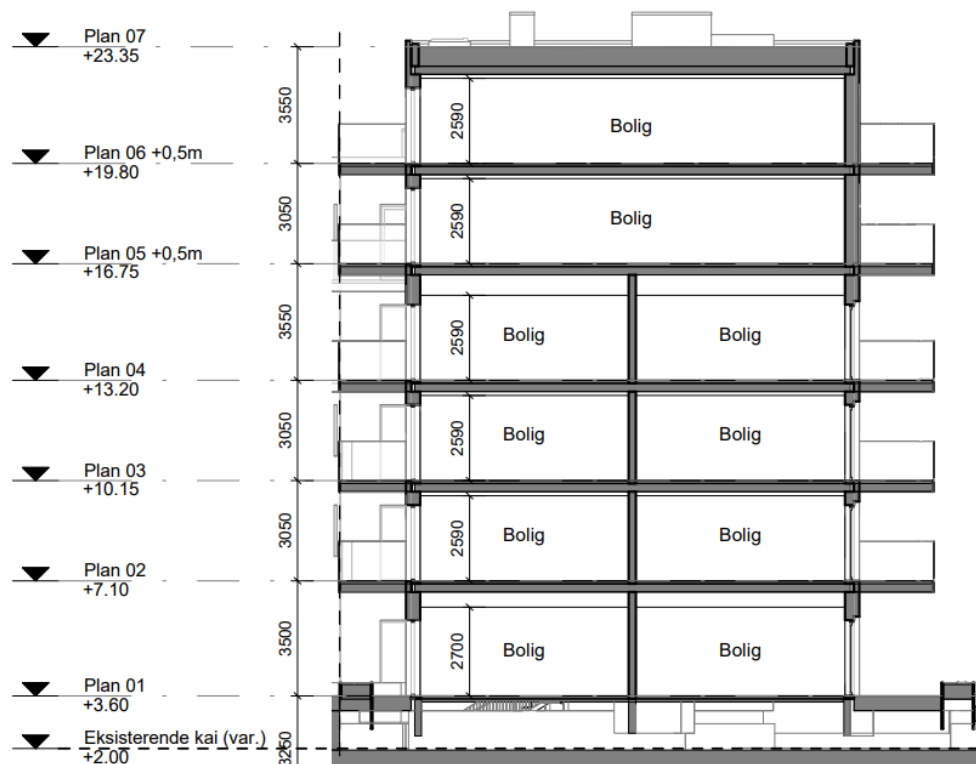 Plan 07
+23.35
3550
2590
Bolig
Plan 06 +0,5m
+19.80
3050
2590
Bolig
Plan 05 +0,5m
+16.75
3550
2590
Bolig
Bolig
Plan 04
+13.20
3050
2590
Bolig
Bolig
Plan 03
+10.15
3050
2590
Bolig
Bolig
Plan 02
+7.10
3500
2700
Bolig
Bolig
Plan 01
+3.60
Eksisterende kai (var.)
+2.00
3250